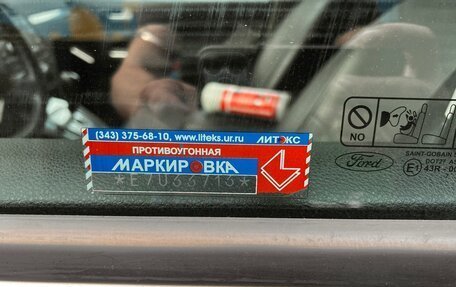 (343) 375-68-10, www.liteks.ur.ru ЛИТЭКС
ПРОТИВОУГОННАЯ
МАРКИРОВКА
NO
Ford
SAINT-GOBAIN
E1
43R